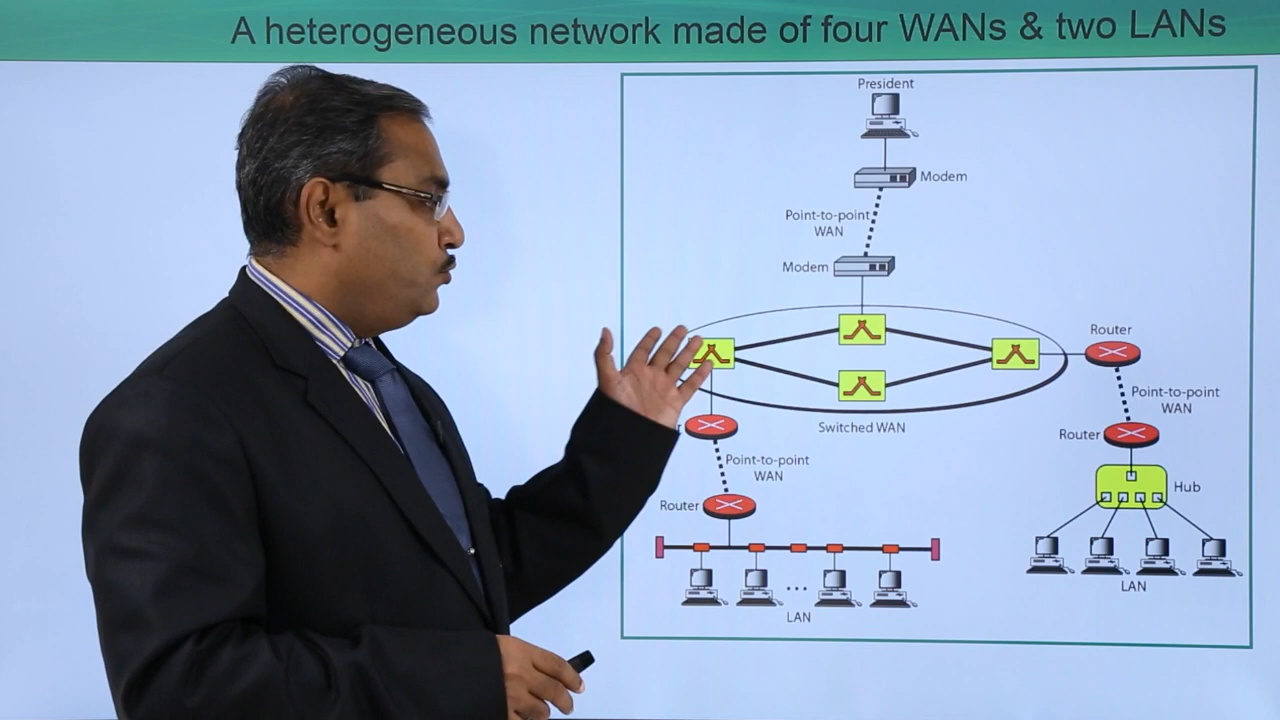 A heterogeneous network made of four WANs & two LANs
President
Modem
Point-to-point
WAN
Modem
Router
Point-to-point
WAN
Switched WAN
Router
Point-to-point
WAN
Router
Hub
LAN
LAN